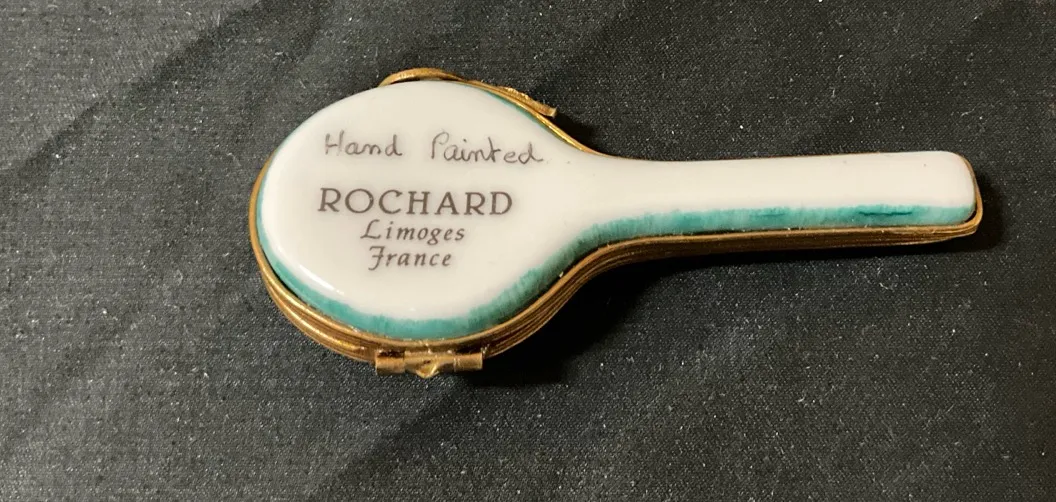 Hand Painted
ROCHARD
Limoges
France